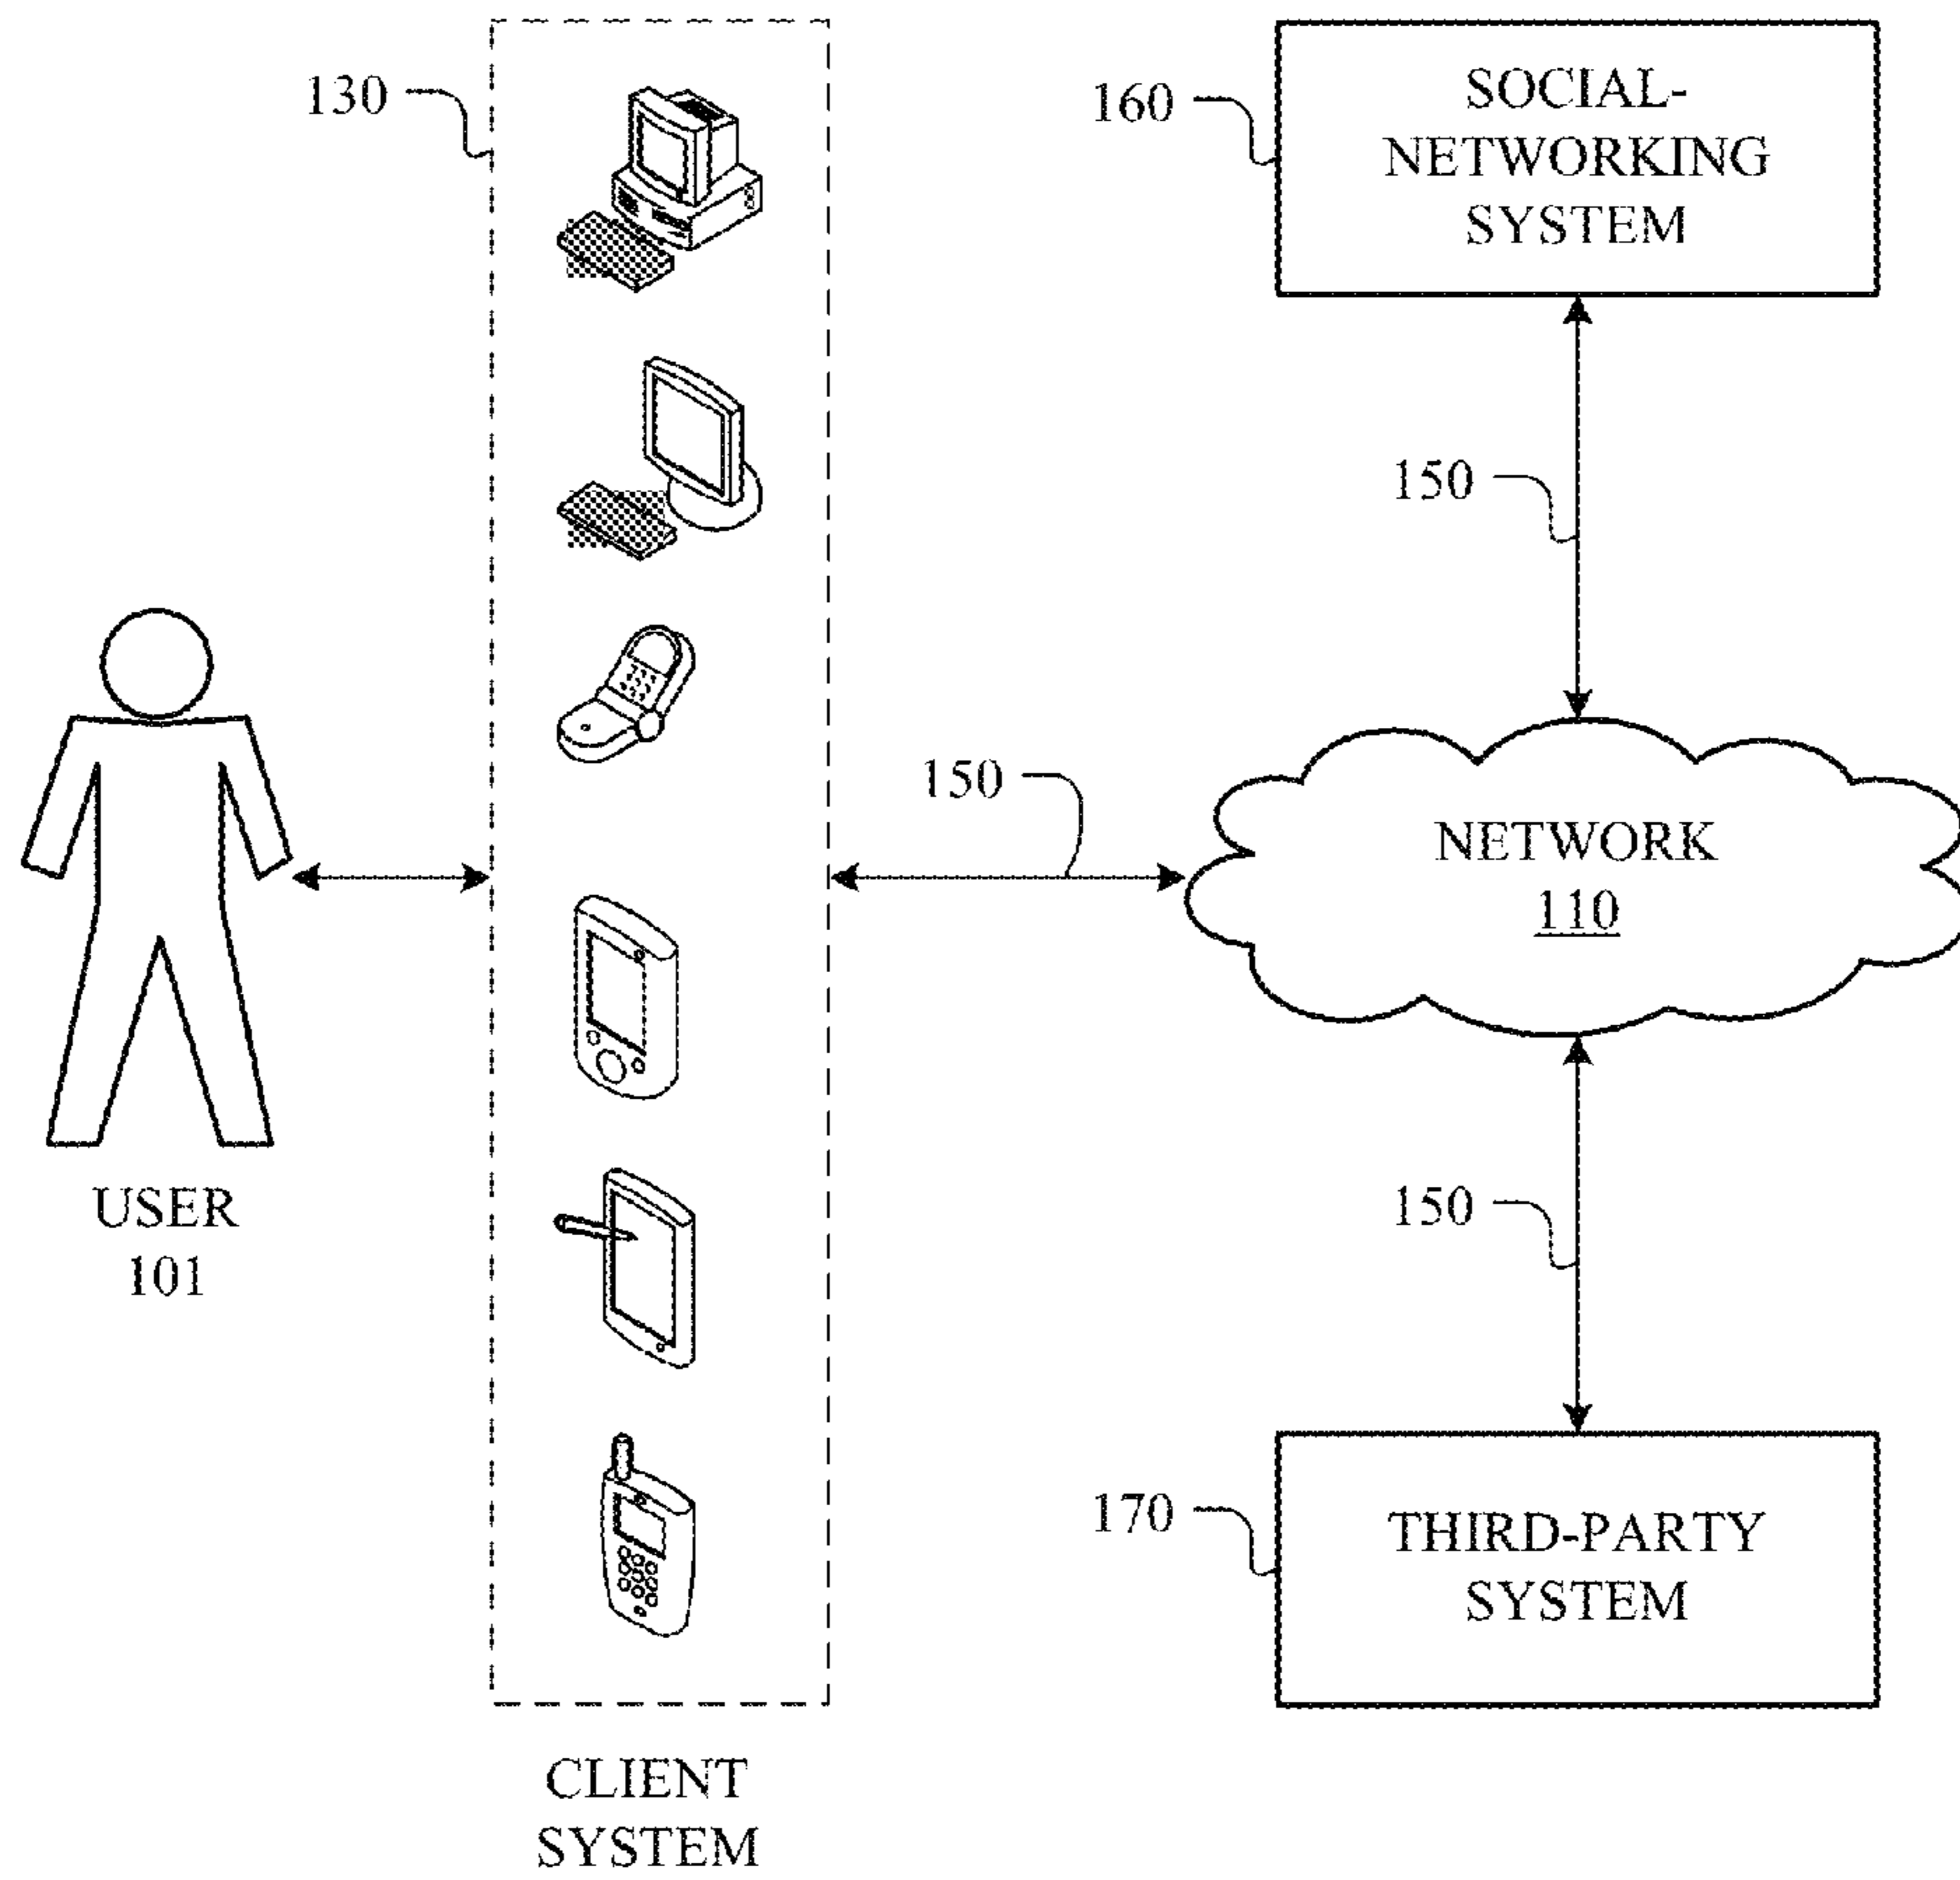 130
160
SOCIAL-
NETWORKING
SYSTEM
150
150
NETWORK
110
USER
101
150
170
THIRD-PARTY
SYSTEM
CLIENT
SYSTEM